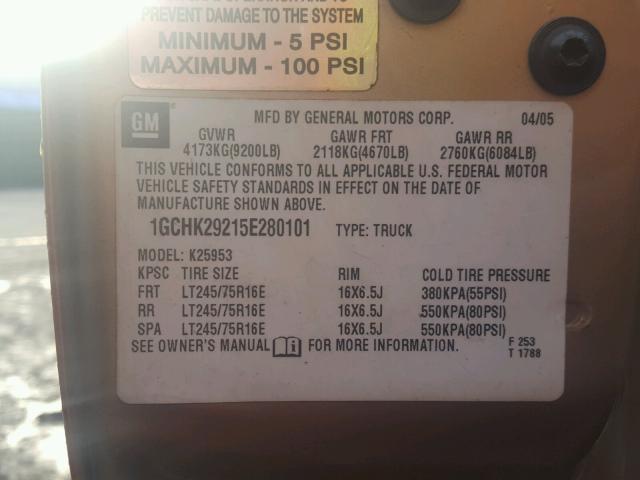 PREVENT DAMAGE TO THE SYSTEM
MINIMUM - 5 PSI
MAXIMUM - 100 PSI
GM
MFD BY GENERAL MOTORS CORP. 04/05
GVWR GAWR FRT GAWR RR
4173KG(9200LB) 2118KG(4670LB) 2760KG(6084LB)
THIS VEHICLE CONFORMS TO ALL APPLICABLE U.S. FEDERAL MOTOR
VEHICLE SAFETY STANDARDS IN EFFECT ON THE DATE OF
MANUFACTURE SHOWN ABOVE.
1GCHK29215E280101 TYPE: TRUCK
MODEL: K25953
KPSC TIRE SIZE RIM COLD TIRE PRESSURE
FRT LT245/75R16E 16X6.5J 380KPA(55PSI)
RR LT245/75R16E 16X6.5J 550KPA(80PSI)
SPA LT245/75R16E 16X6.5J 550KPA(80PSI)
SEE OWNER'S MANUAL FOR MORE INFORMATION.
F 253
T 1788